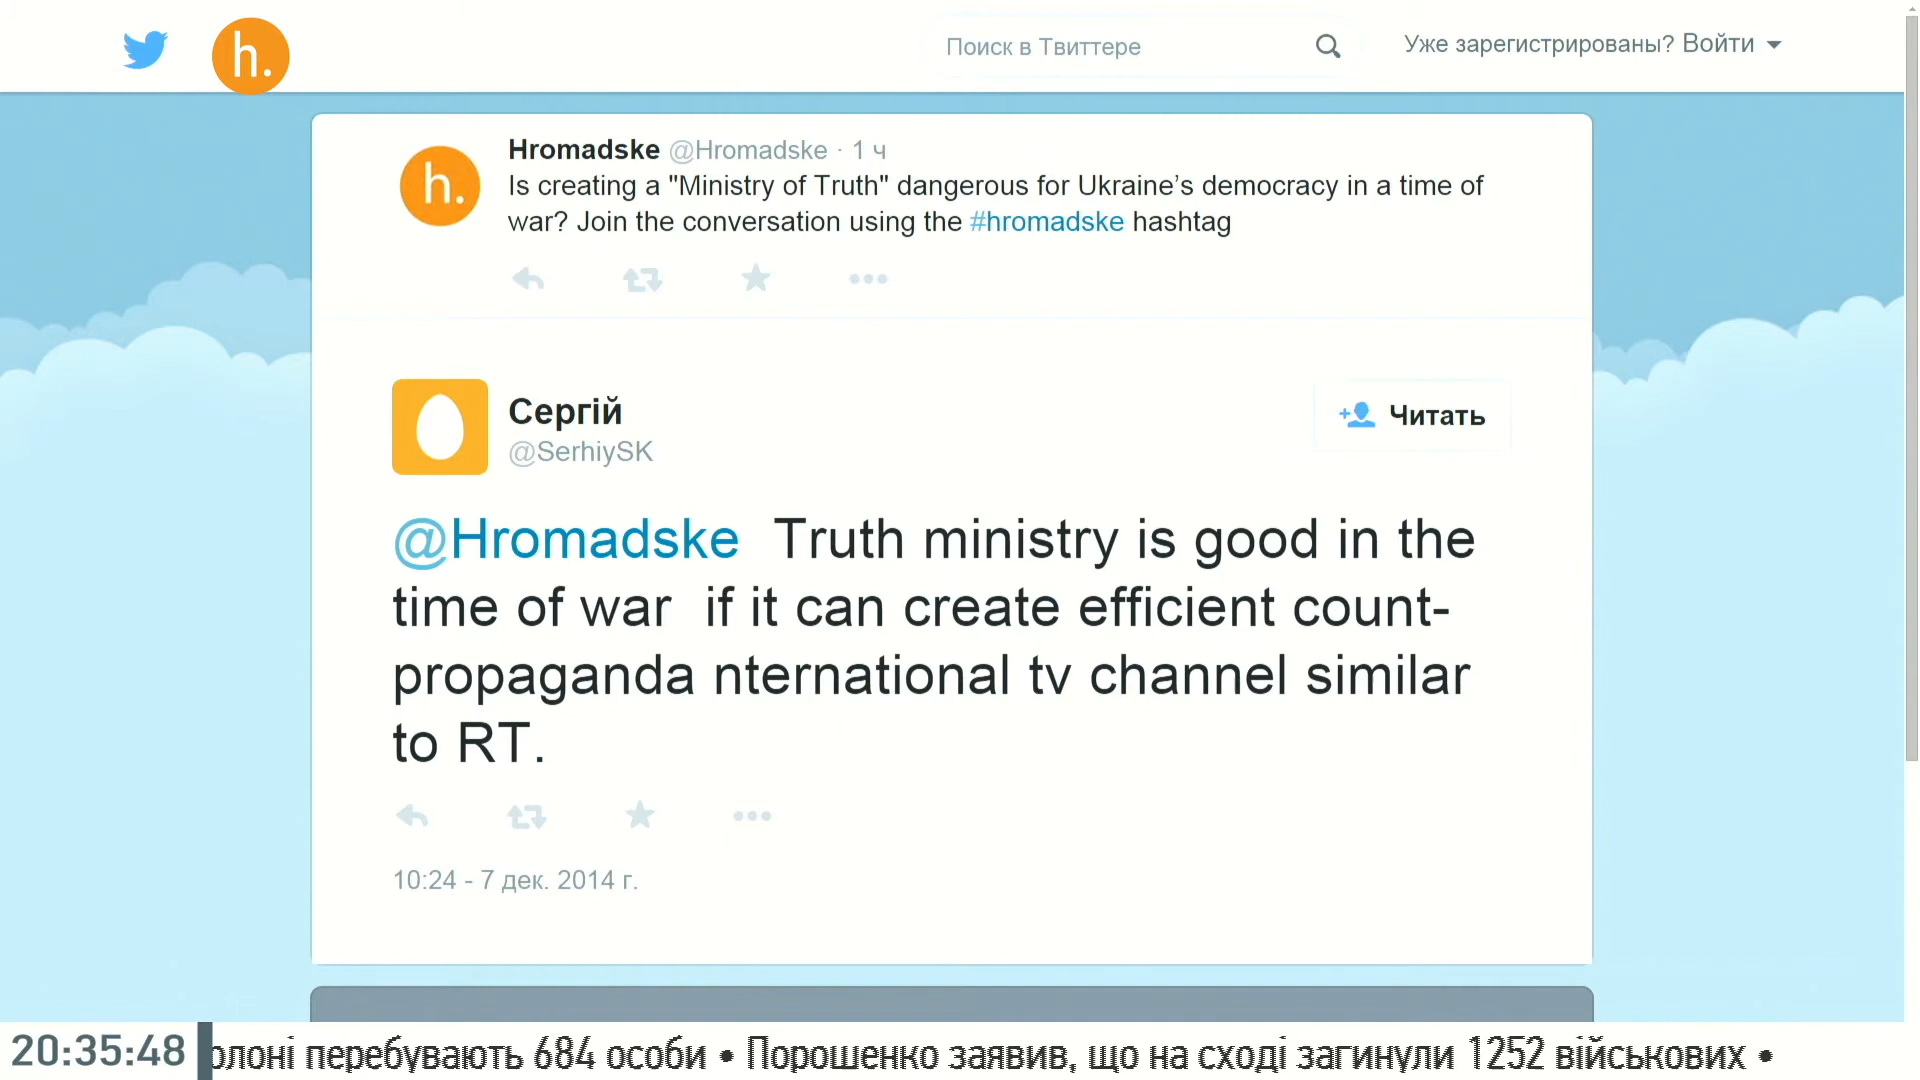 h.
Поиск в Твиттере
Уже зарегистрированы? Войти
h.
Hromadske @Hromadske · 1 ч
Is creating a "Ministry of Truth" dangerous for Ukraine’s democracy in a time of
war? Join the conversation using the #hromadske hashtag
Сергій
@SerhiySK
Читать
@Hromadske Truth ministry is good in the
time of war if it can create efficient count-
propaganda nternational tv channel similar
to RT.
10:24 - 7 дек. 2014 г.
20:35:48
олоні перебувають 684 особи • Порошенко заявив, що на сході загинули 1252 військових •